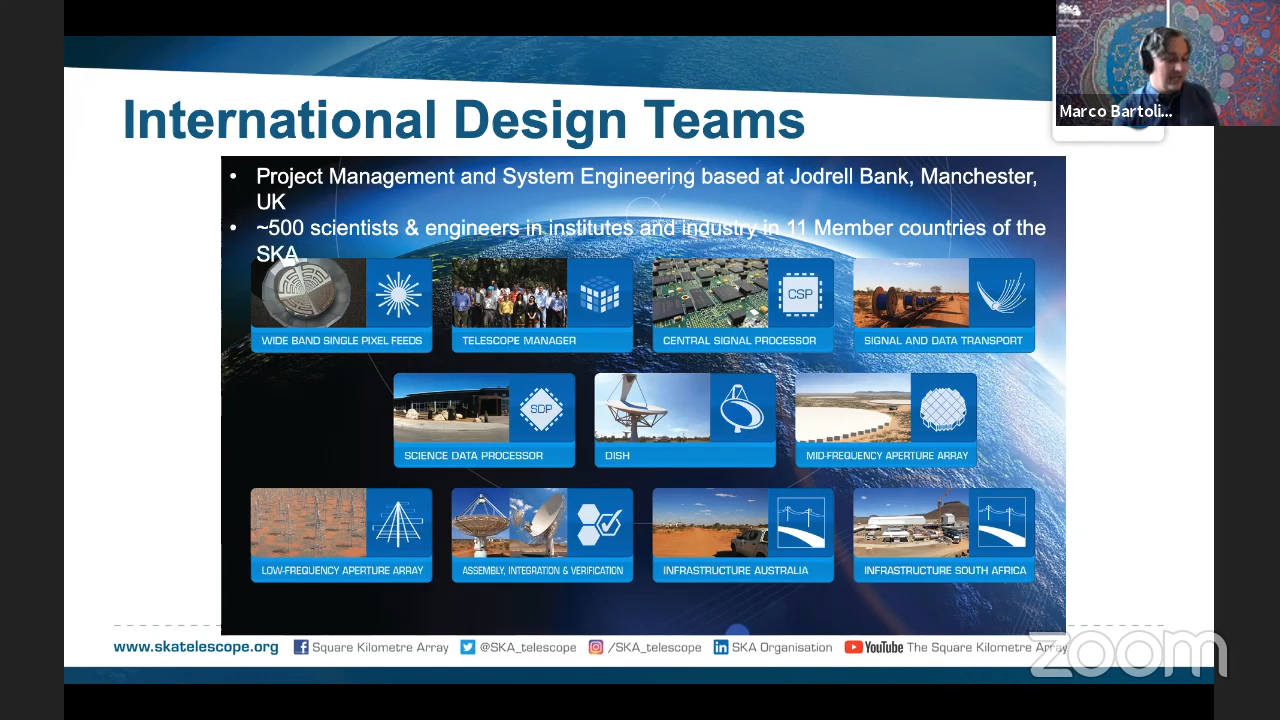 SKA
Marco Bartoli...
International Design Teams
• Project Management and System Engineering based at Jodrell Bank, Manchester,
UK
• ~500 scientists & engineers in institutes and industry in 11 Member countries of the
SKA
WIDE BAND SINGLE PIXEL FEEDS
TELESCOPE MANAGER
CSP
CENTRAL SIGNAL PROCESSOR
SIGNAL AND DATA TRANSPORT
SDP
SCIENCE DATA PROCESSOR
DISH
MID-FREQUENCY APERTURE ARRAY
LOW-FREQUENCY APERTURE ARRAY
ASSEMBLY, INTEGRATION & VERIFICATION
INFRASTRUCTURE AUSTRALIA
INFRASTRUCTURE SOUTH AFRICA
www.skatelescope.org Square Kilometre Array @SKA_telescope /SKA_telescope SKA Organisation YouTube The Square Kilometre Array
zoom